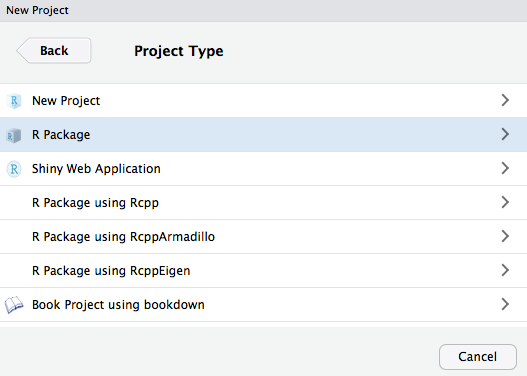 New Project
Back
Project Type
New Project
R Package
Shiny Web Application
R Package using Rcpp
R Package using RcppArmadillo
R Package using RcppEigen
Book Project using bookdown
Cancel